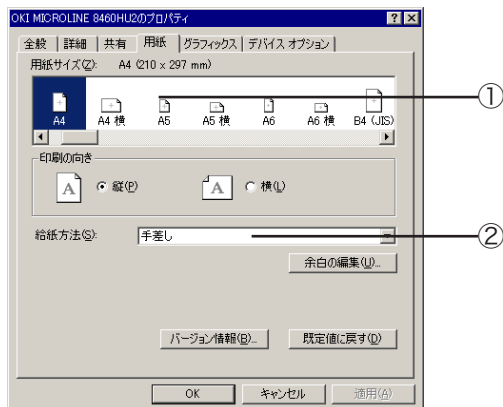 OKI MICROLINE 8460HU2のプロパティ
全般 詳細 共有 用紙 グラフィックス デバイス オプション
用紙サイズ(Z): A4 (210 x 297 mm)
①
A4 A4 横 A5 A5 横 A6 A6 横 B4 (JIS)
印刷の向き
A 縦(P) A 横(L)
給紙方法(S): 手差し ②
余白の編集(U)...
バージョン情報(B)... 既定値に戻す(D)
OK キャンセル 適用(A)